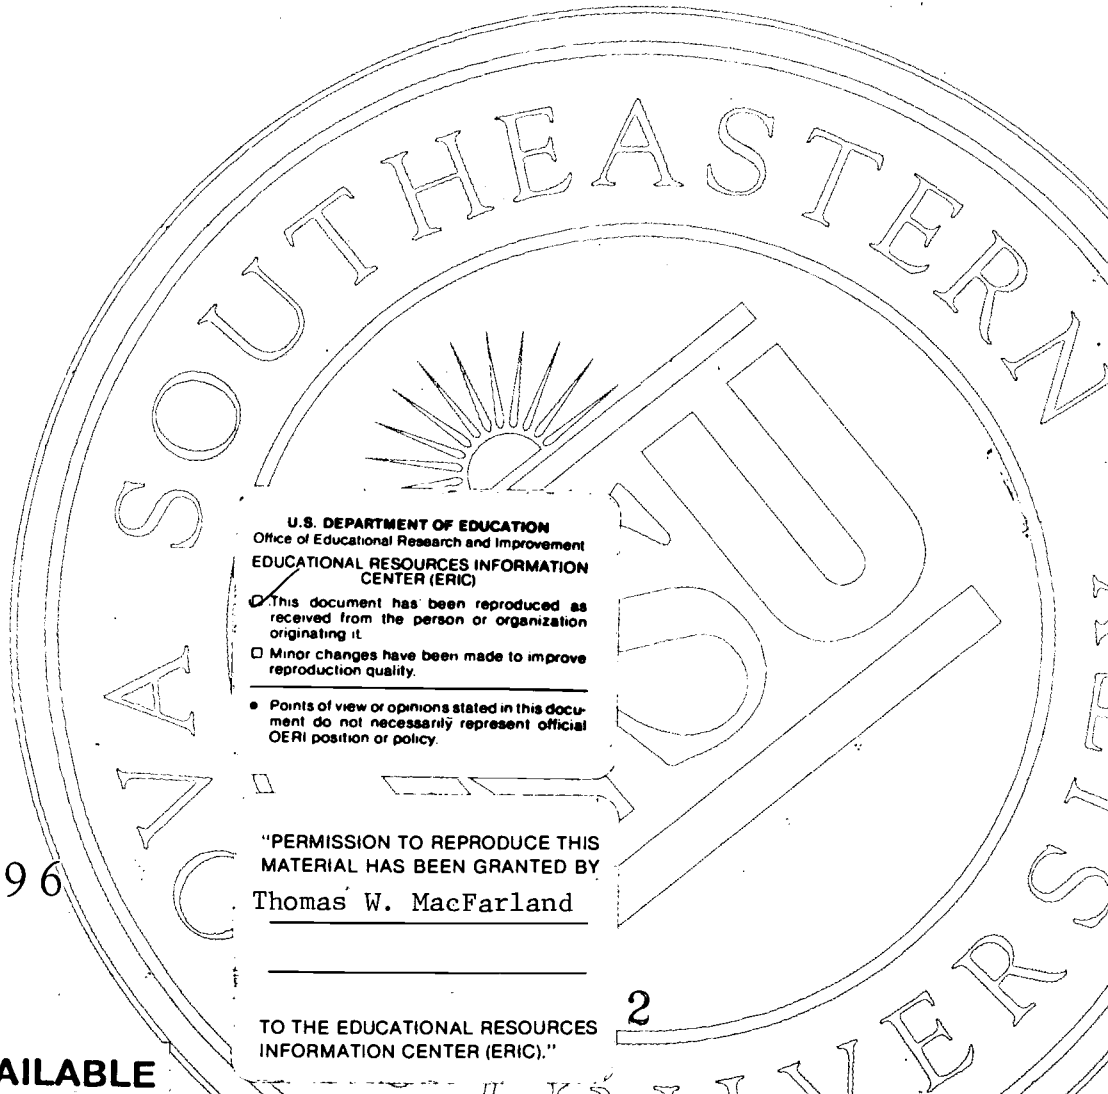 SOUTHEASTERN
U.S. DEPARTMENT OF EDUCATION
Office of Educational Research and Improvement
EDUCATIONAL RESOURCES INFORMATION
CENTER (ERIC)
This document has been reproduced as
received from the person or organization
originating it.
Minor changes have been made to improve
reproduction quality.
• Points of view or opinions stated in this docu-
ment do not necessarily represent official
OERI position or policy.
"PERMISSION TO REPRODUCE THIS
MATERIAL HAS BEEN GRANTED BY
Thomas W. MacFarland
TO THE EDUCATIONAL RESOURCES
INFORMATION CENTER (ERIC)."
96
2
AILABLE
OVA
IVERSITY